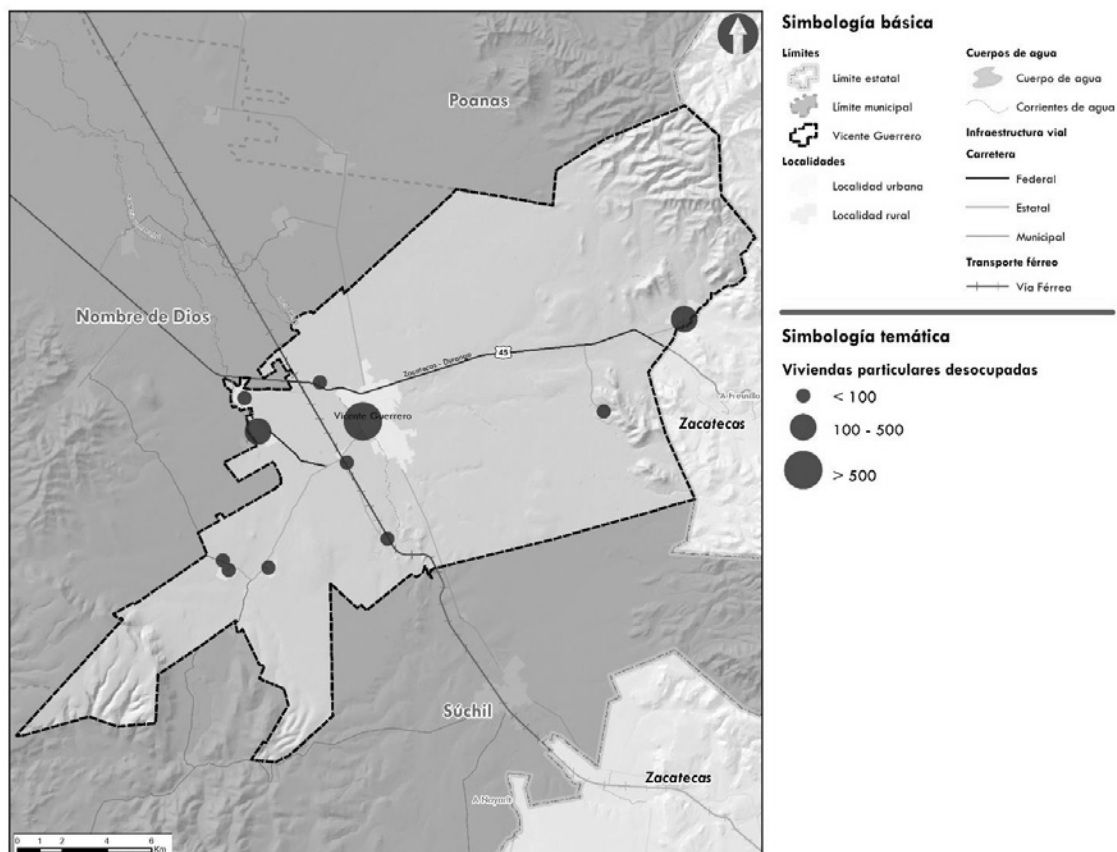 Poanas
Nombre de Dios
Zacatecas - Durango
45
Vicente Guerrero
A Fresnillo
Zacatecas
Súchil
Zacatecas
A Nayarit
0 1 2 4 6
Km
Simbología básica
Límites
Límite estatal
Límite municipal
Vicente Guerrero
Localidades
Localidad urbana
Localidad rural
Cuerpos de agua
Cuerpo de agua
Corrientes de agua
Infraestructura vial
Carretera
Federal
Estatal
Municipal
Transporte férreo
Vía Férrea
Simbología temática
Viviendas particulares desocupadas
< 100
100 - 500
> 500